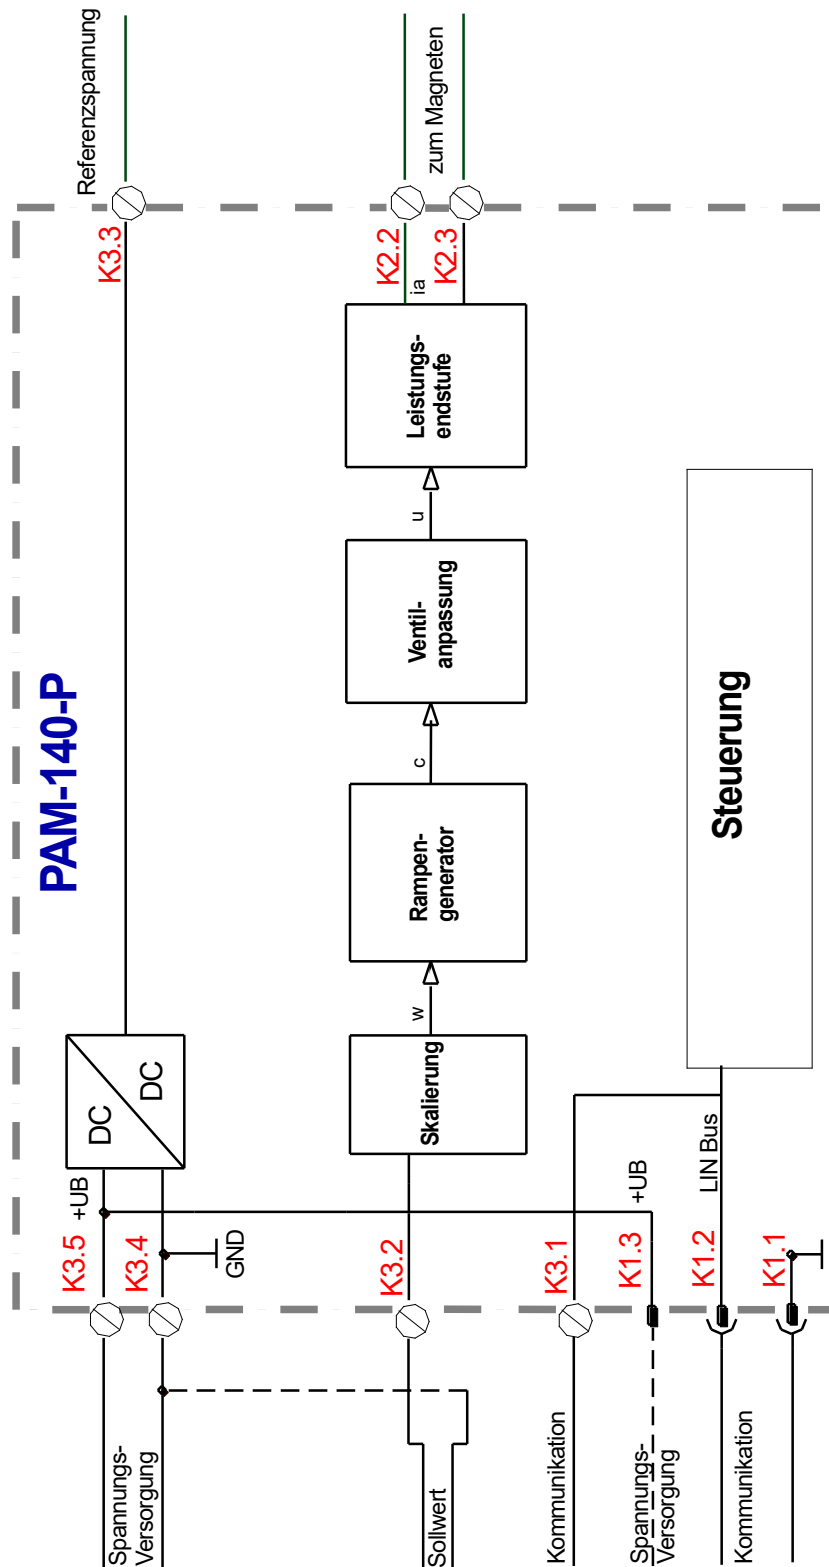 PAM-140-P
Spannungs-
Versorgung
K3.5
+UB
K3.4
GND
DC
DC
K3.3
Referenzspannung
Sollwert
K3.2
Skalierung
w
Rampen-
generator
c
Ventil-
anpassung
u
Leistungs-
endstufe
ia
K2.2
K2.3
zum Magneten
Kommunikation
K3.1
Spannungs-
Versorgung
K1.3
+UB
Kommunikation
K1.2
LIN Bus
K1.1
Steuerung